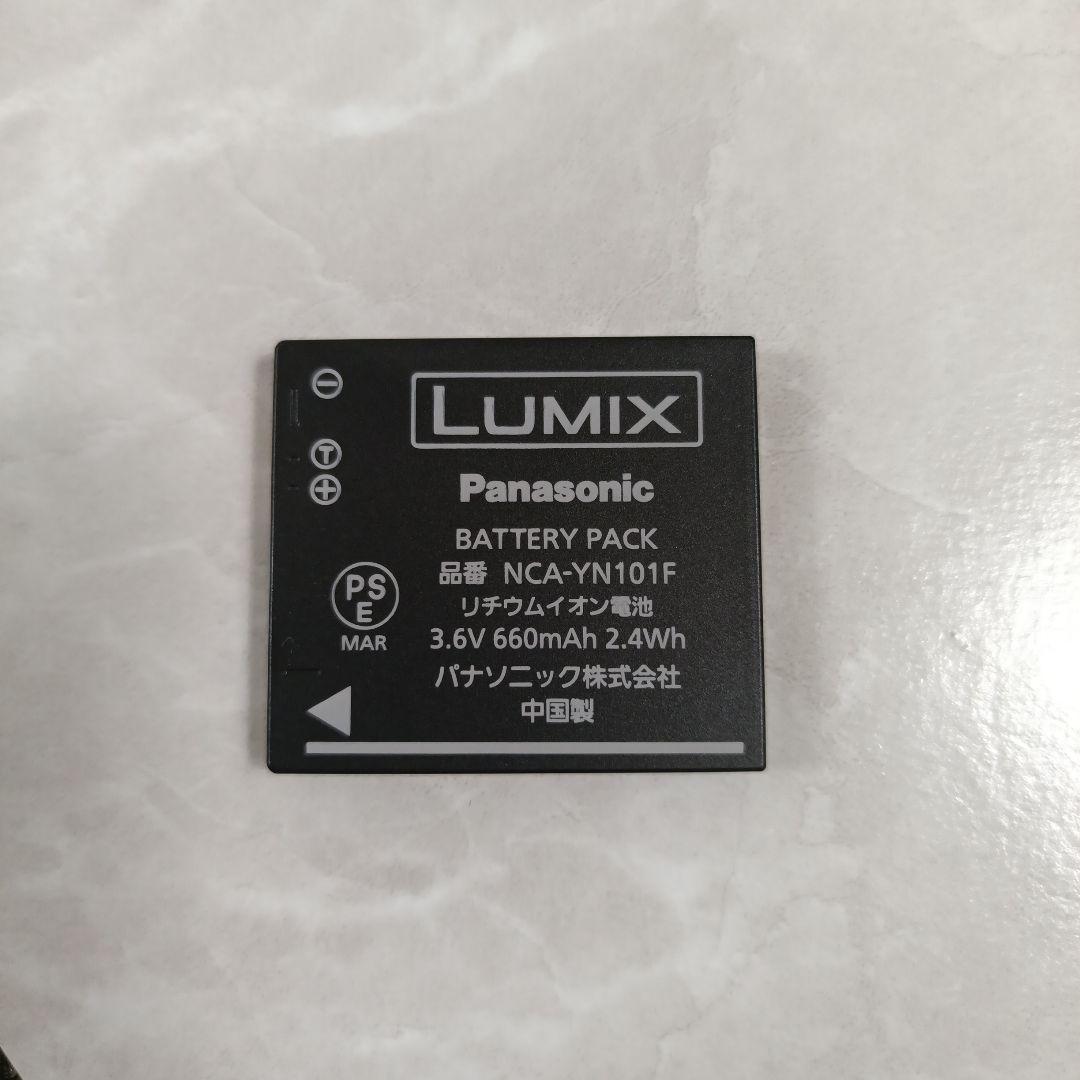 LUMIX
Panasonic
BATTERY PACK
品番 NCA-YN101F
リチウムイオン電池
3.6V 660mAh 2.4Wh
パナソニック株式会社
中国製
T
PS
E
MAR